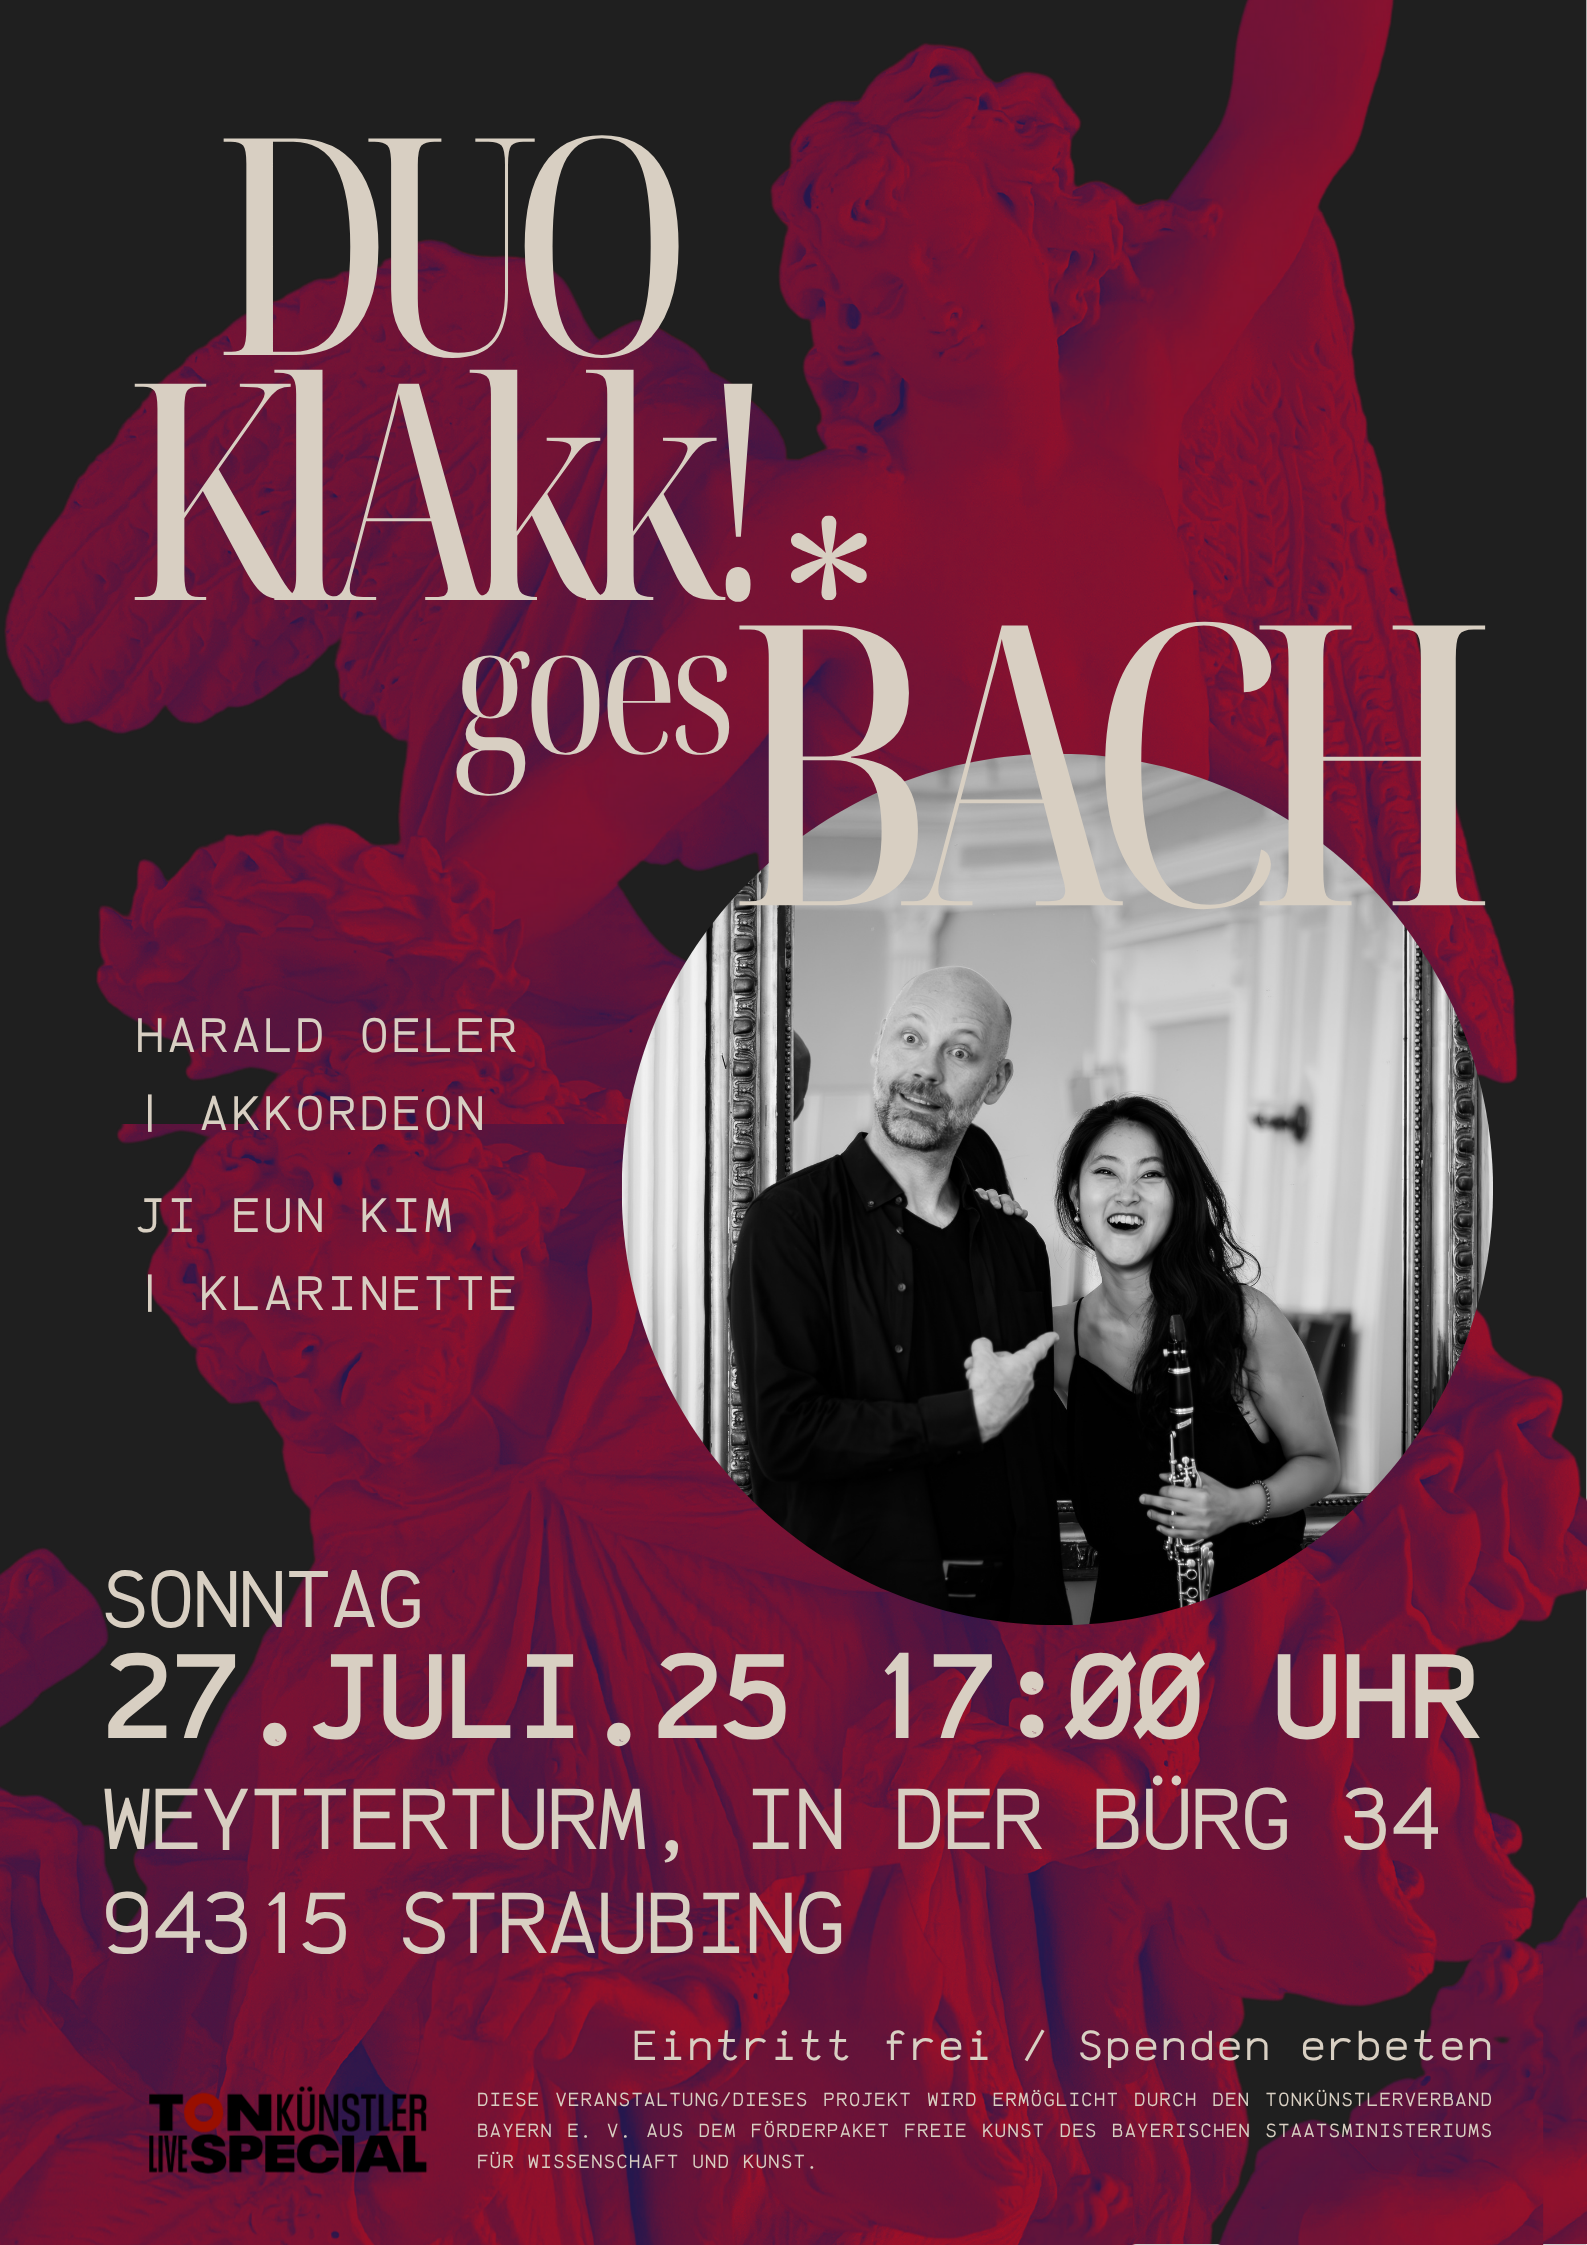 DUO
KlAkk!*
goes BACH
HARALD OELER
| AKKORDEON
JI EUN KIM
| KLARINETTE
SONNTAG
27.JULI.25 17:00 UHR
WEYTTERTURM, IN DER BÜRG 34
94315 STRAUBING
Eintritt frei / Spenden erbeten
TONKÜNSTLER
LIVE SPECIAL
DIESE VERANSTALTUNG/DIESES PROJEKT WIRD ERMÖGLICHT DURCH DEN TONKÜNSTLERVERBAND
BAYERN E. V. AUS DEM FÖRDERPAKET FREIE KUNST DES BAYERISCHEN STAATSMINISTERIUMS
FÜR WISSENSCHAFT UND KUNST.